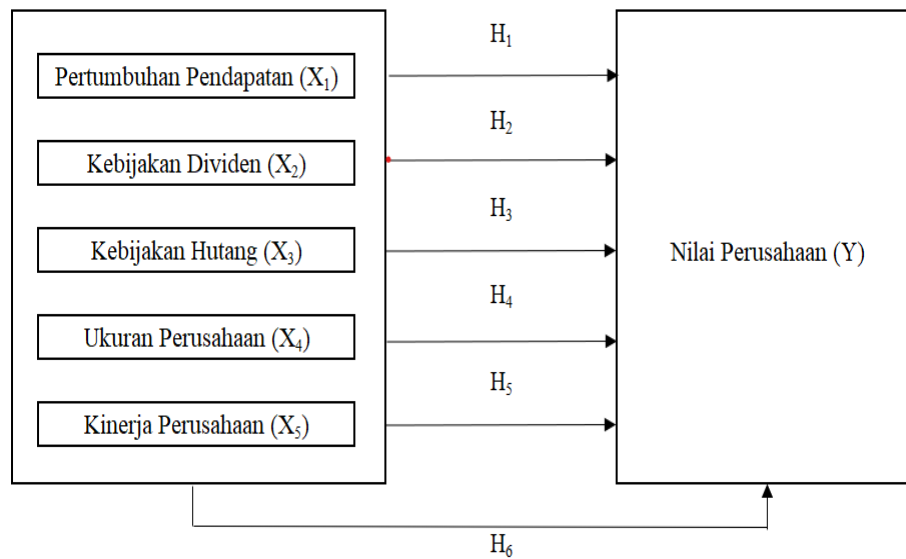 Pertumbuhan Pendapatan (X₁)
Kebijakan Dividen (X₂)
Kebijakan Hutang (X₃)
Ukuran Perusahaan (X₄)
Kinerja Perusahaan (X₅)
H₁
H₂
H₃
H₄
H₅
Nilai Perusahaan (Y)
H₆